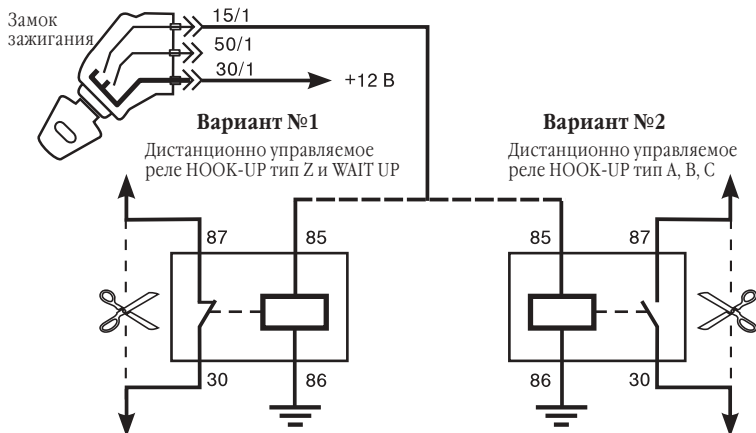 Замок
зажигания
15/1
50/1
30/1
+12 В
Вариант №1
Дистанционно управляемое
реле HOOK-UP тип Z и WAIT UP
Вариант №2
Дистанционно управляемое
реле HOOK-UP тип A, B, C
87
85
85
87
30
86
86
30